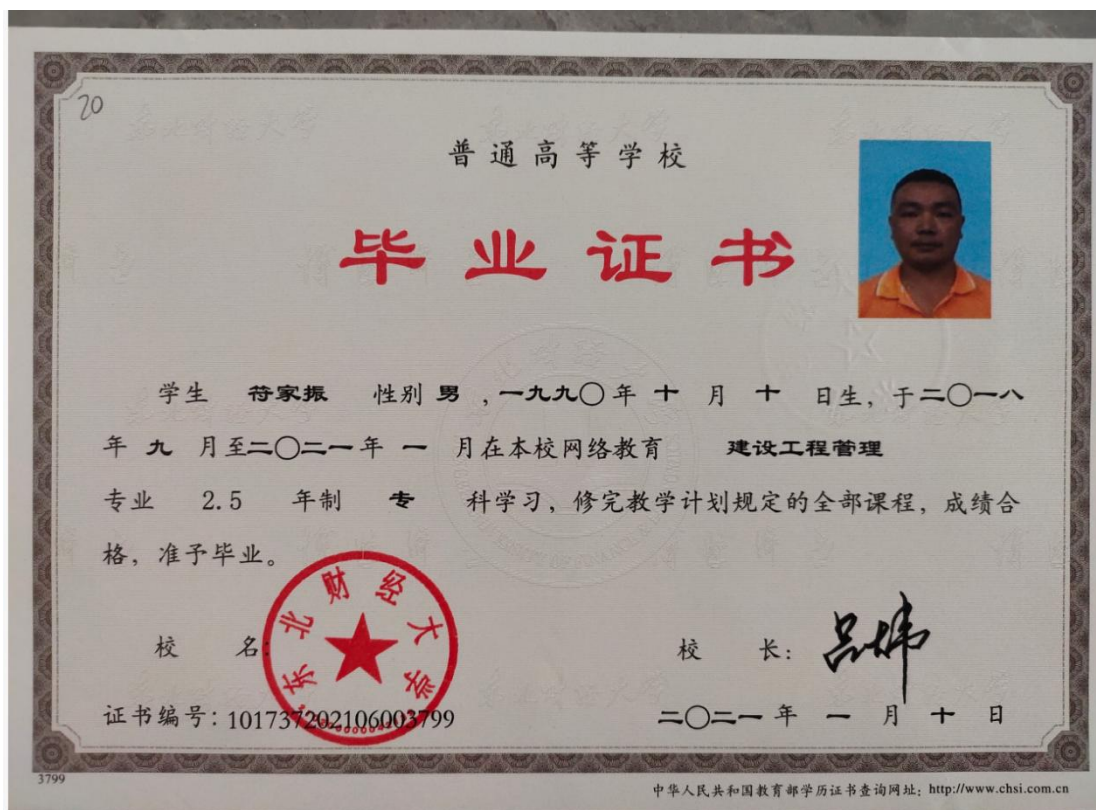 20
普通高等学校
毕业证书
学生 符家振 性别 男 ,一九九〇年 十 月 十 日生, 于二〇一八
年 九 月至二〇二一年 一 月在本校网络教育 建设工程管理
专业 2.5 年制 专 科学习, 修完教学计划规定的全部课程, 成绩合
格, 准予毕业。
东北财经大学
校 名: 校 长: 吕炜
证书编号: 101737202106003799 二〇二一 年 一 月 十 日
3799 中华人民共和国教育部学历证书查询网址: http://www.chsi.com.cn